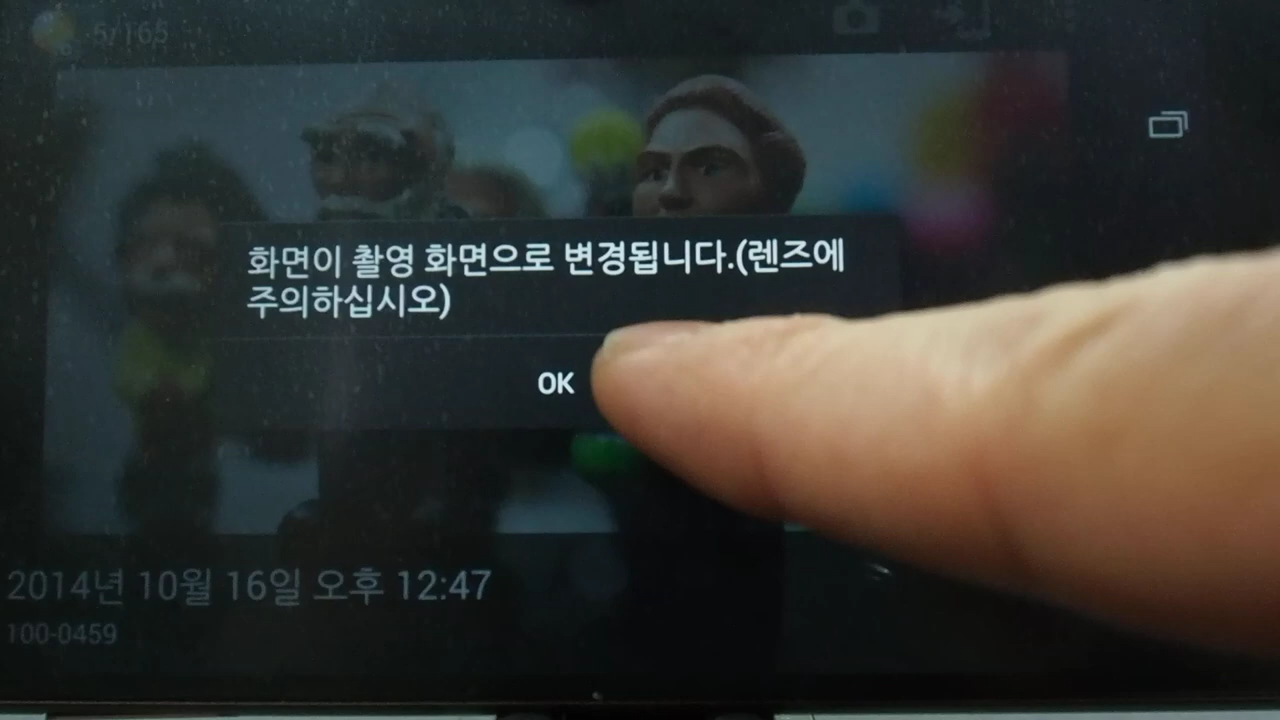 5/165
화면이 촬영 화면으로 변경됩니다.(렌즈에
주의하십시오)
OK
2014년 10월 16일 오후 12:47
100-0459